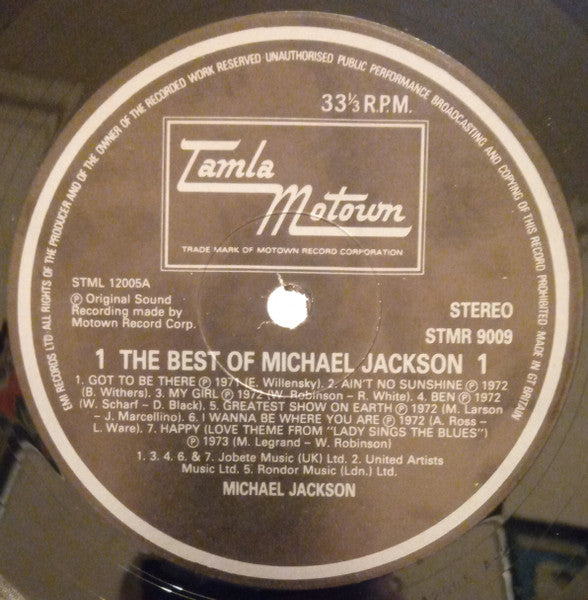 EMI RECORDS LTD ALL RIGHTS OF THE PRODUCER AND OF THE OWNER OF THE RECORDED WORK RESERVED UNAUTHORISED PUBLIC PERFORMANCE BROADCASTING AND COPYING OF THIS RECORD PROHIBITED · MADE IN GT BRITAIN
33⅓ R.P.M.
Tamla
Motown
TRADE MARK OF MOTOWN RECORD CORPORATION
STML 12005A
Ⓟ Original Sound
Recording made by
Motown Record Corp.
STEREO
STMR 9009
1 THE BEST OF MICHAEL JACKSON 1
1. GOT TO BE THERE Ⓟ 1971 (E. Willensky). 2. AIN'T NO SUNSHINE Ⓟ 1972
(B. Withers). 3. MY GIRL Ⓟ 1972 (W. Robinson - R. White). 4. BEN Ⓟ 1972
(W. Scharf - D. Black). 5. GREATEST SHOW ON EARTH Ⓟ 1972 (M. Larson
- J. Marcellino). 6. I WANNA BE WHERE YOU ARE Ⓟ 1972 (A. Ross -
L. Ware). 7. HAPPY (LOVE THEME FROM "LADY SINGS THE BLUES")
Ⓟ 1973 (M. Legrand - W. Robinson)
1. 3. 4. 6. & 7. Jobete Music (UK) Ltd. 2. United Artists
Music Ltd. 5. Rondor Music (Ldn.) Ltd.
MICHAEL JACKSON